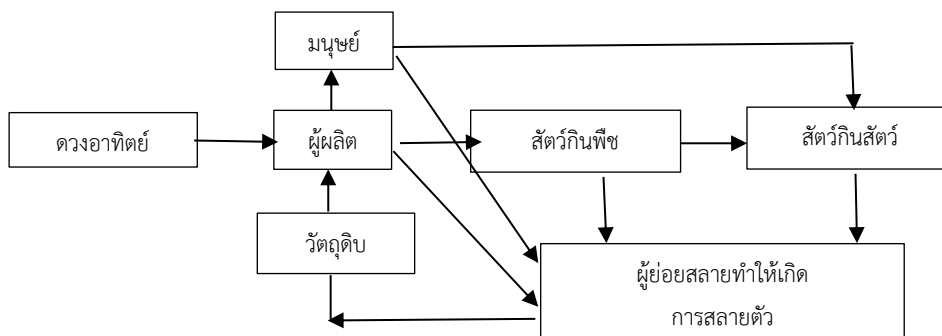 มนุษย์
ดวงอาทิตย์
ผู้ผลิต
สัตว์กินพืช
สัตว์กินสัตว์
วัตถุดิบ
ผู้ย่อยสลายทำให้เกิด
การสลายตัว